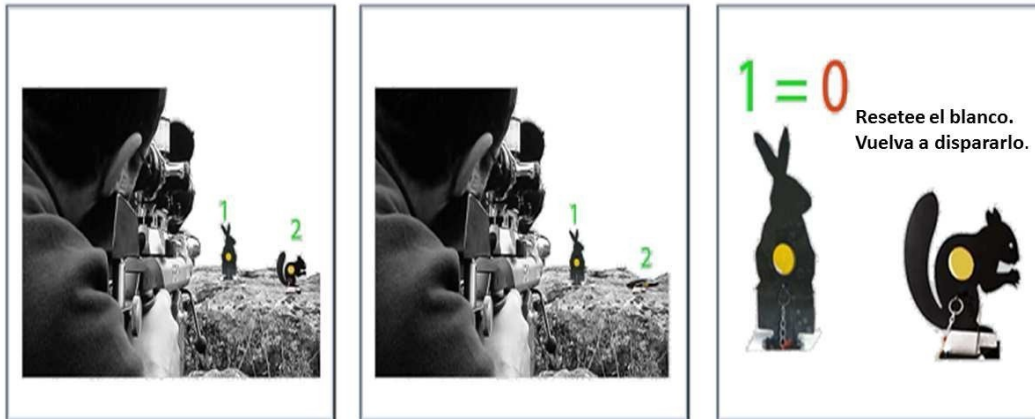 1
2
1
2
1 = 0
Resetee el blanco.
Vuelva a dispararlo.